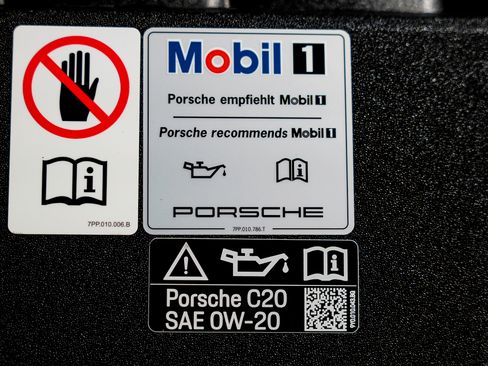 7PP.010.006.B
Mobil 1
Porsche empfiehlt Mobil 1
Porsche recommends Mobil 1
PORSCHE
7PP.010.786.T
Porsche C20
SAE 0W-20